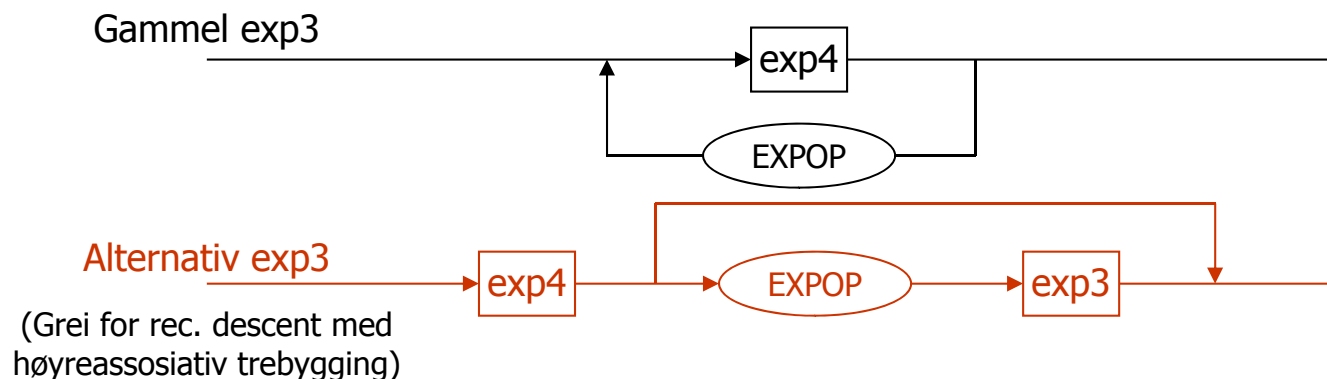 Gammel exp3
exp4
EXPOP
Alternativ exp3
exp4
EXPOP
exp3
(Grei for rec. descent med
høyreassosiativ trebygging)